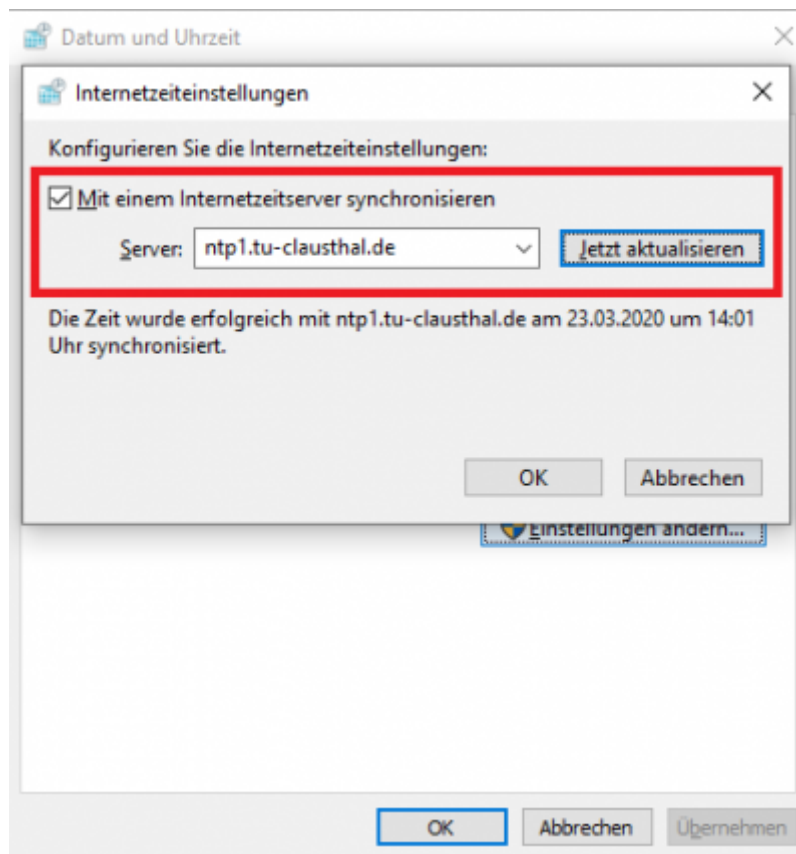 Datum und Uhrzeit
Internetzeiteinstellungen
Konfigurieren Sie die Internetzeiteinstellungen:
Mit einem Internetzeitserver synchronisieren
Server: ntp1.tu-clausthal.de Jetzt aktualisieren
Die Zeit wurde erfolgreich mit ntp1.tu-clausthal.de am 23.03.2020 um 14:01
Uhr synchronisiert.
OK Abbrechen
Einstellungen ändern...
OK Abbrechen Übernehmen